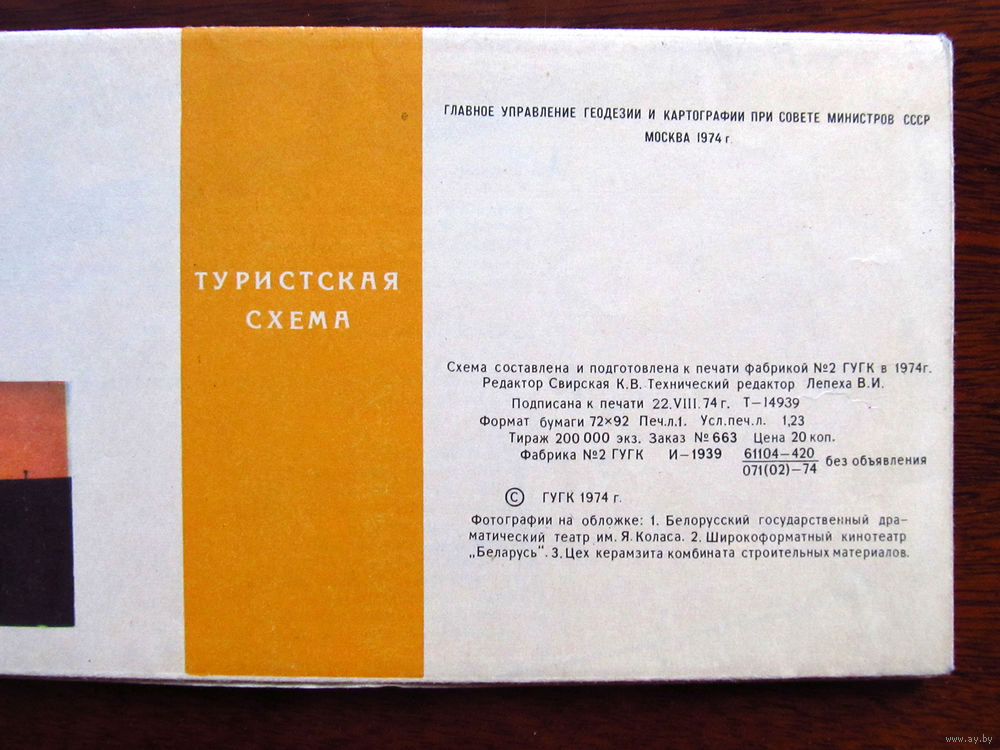 ТУРИСТСКАЯ
СХЕМА
ГЛАВНОЕ УПРАВЛЕНИЕ ГЕОДЕЗИИ И КАРТОГРАФИИ ПРИ СОВЕТЕ МИНИСТРОВ СССР
МОСКВА 1974 г.
Схема составлена и подготовлена к печати фабрикой №2 ГУГК в 1974г.
Редактор Свирская К.В. Технический редактор Лепеха В.И.
Подписана к печати 22.VIII.74 г. Т–14939
Формат бумаги 72×92 Печ.л.1. Усл.печ.л. 1,23
Тираж 200 000 экз. Заказ №663 Цена 20 коп.
Фабрика №2 ГУГК И–1939 61104–420
071(02)–74 без объявления
© ГУГК 1974 г.
Фотографии на обложке: 1. Белорусский государственный дра–
матический театр им. Я. Коласа. 2. Широкоформатный кинотеатр
„Беларусь“. 3. Цех керамзита комбината строительных материалов.
www.ay.by